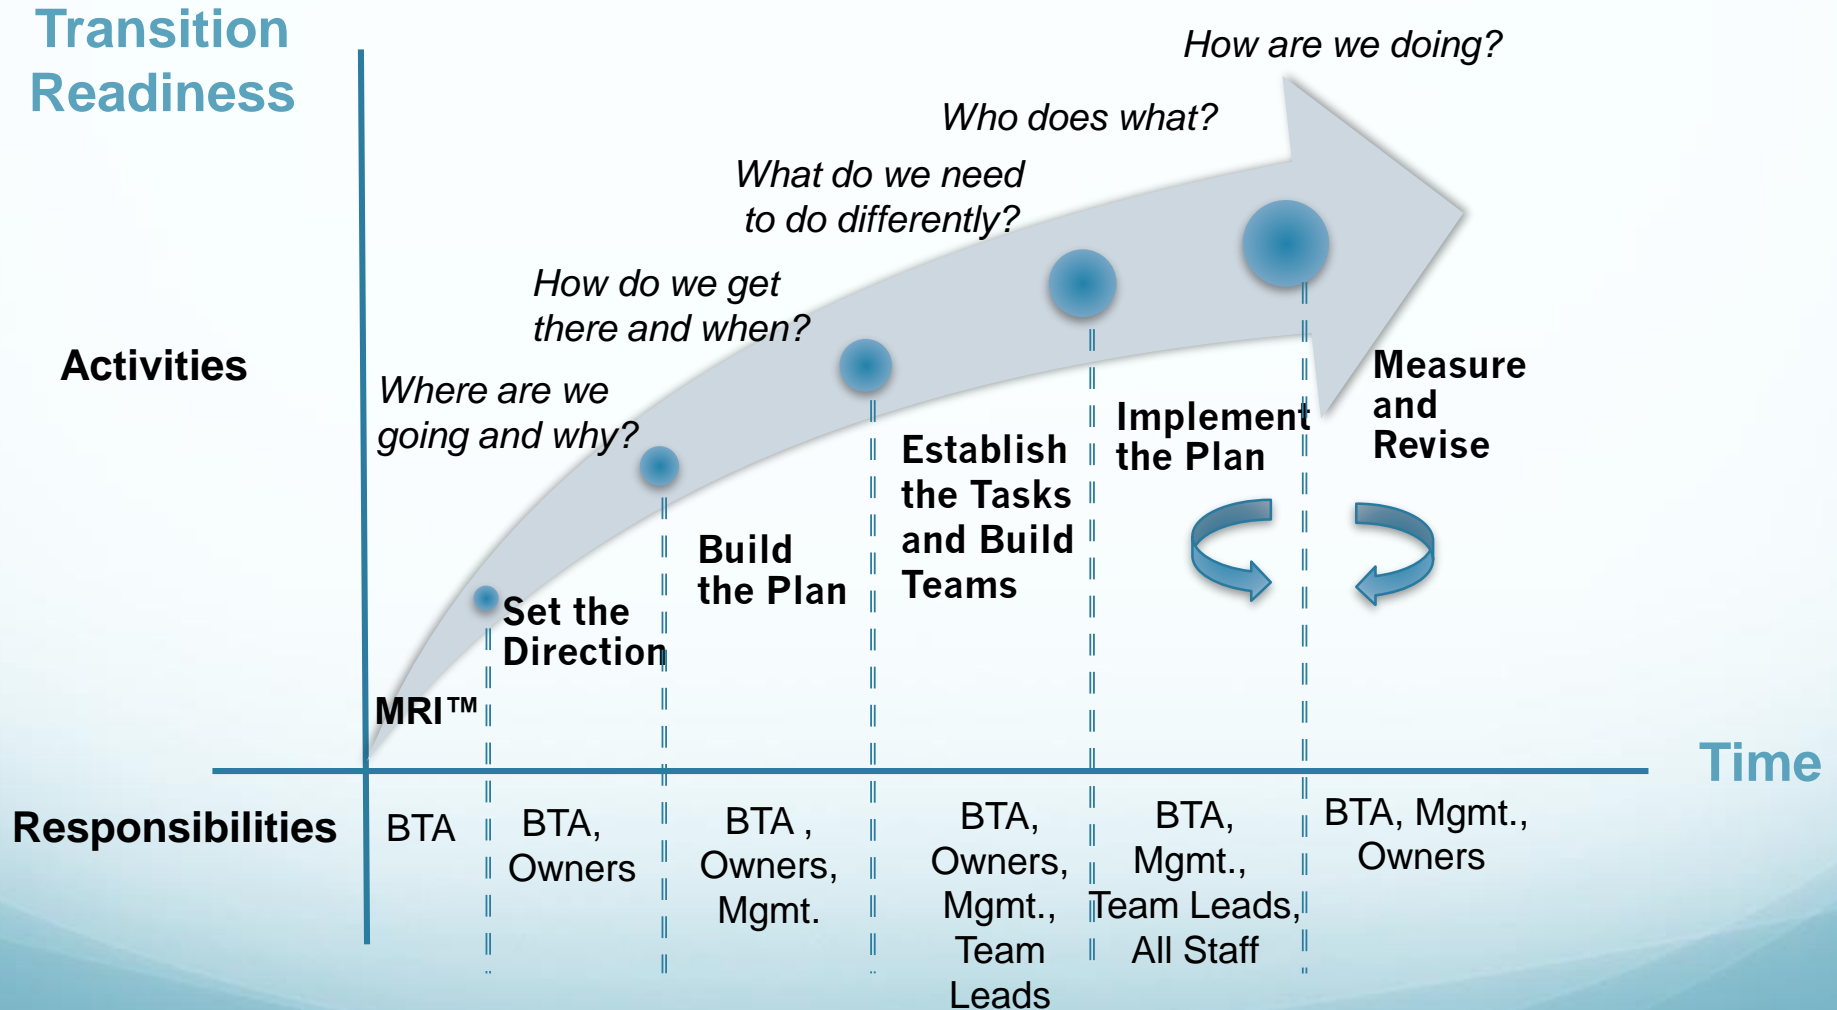 Transition
Readiness
How are we doing?
Who does what?
What do we need
to do differently?
How do we get
there and when?
Where are we
going and why?
Activities
MRI™
Set the
Direction
Build
the Plan
Establish
the Tasks
and Build
Teams
Implement
the Plan
Measure
and
Revise
Time
Responsibilities
BTA
BTA,
Owners
BTA ,
Owners,
Mgmt.
BTA,
Owners,
Mgmt.,
Team
Leads
BTA,
Mgmt.,
Team Leads,
All Staff
BTA, Mgmt.,
Owners